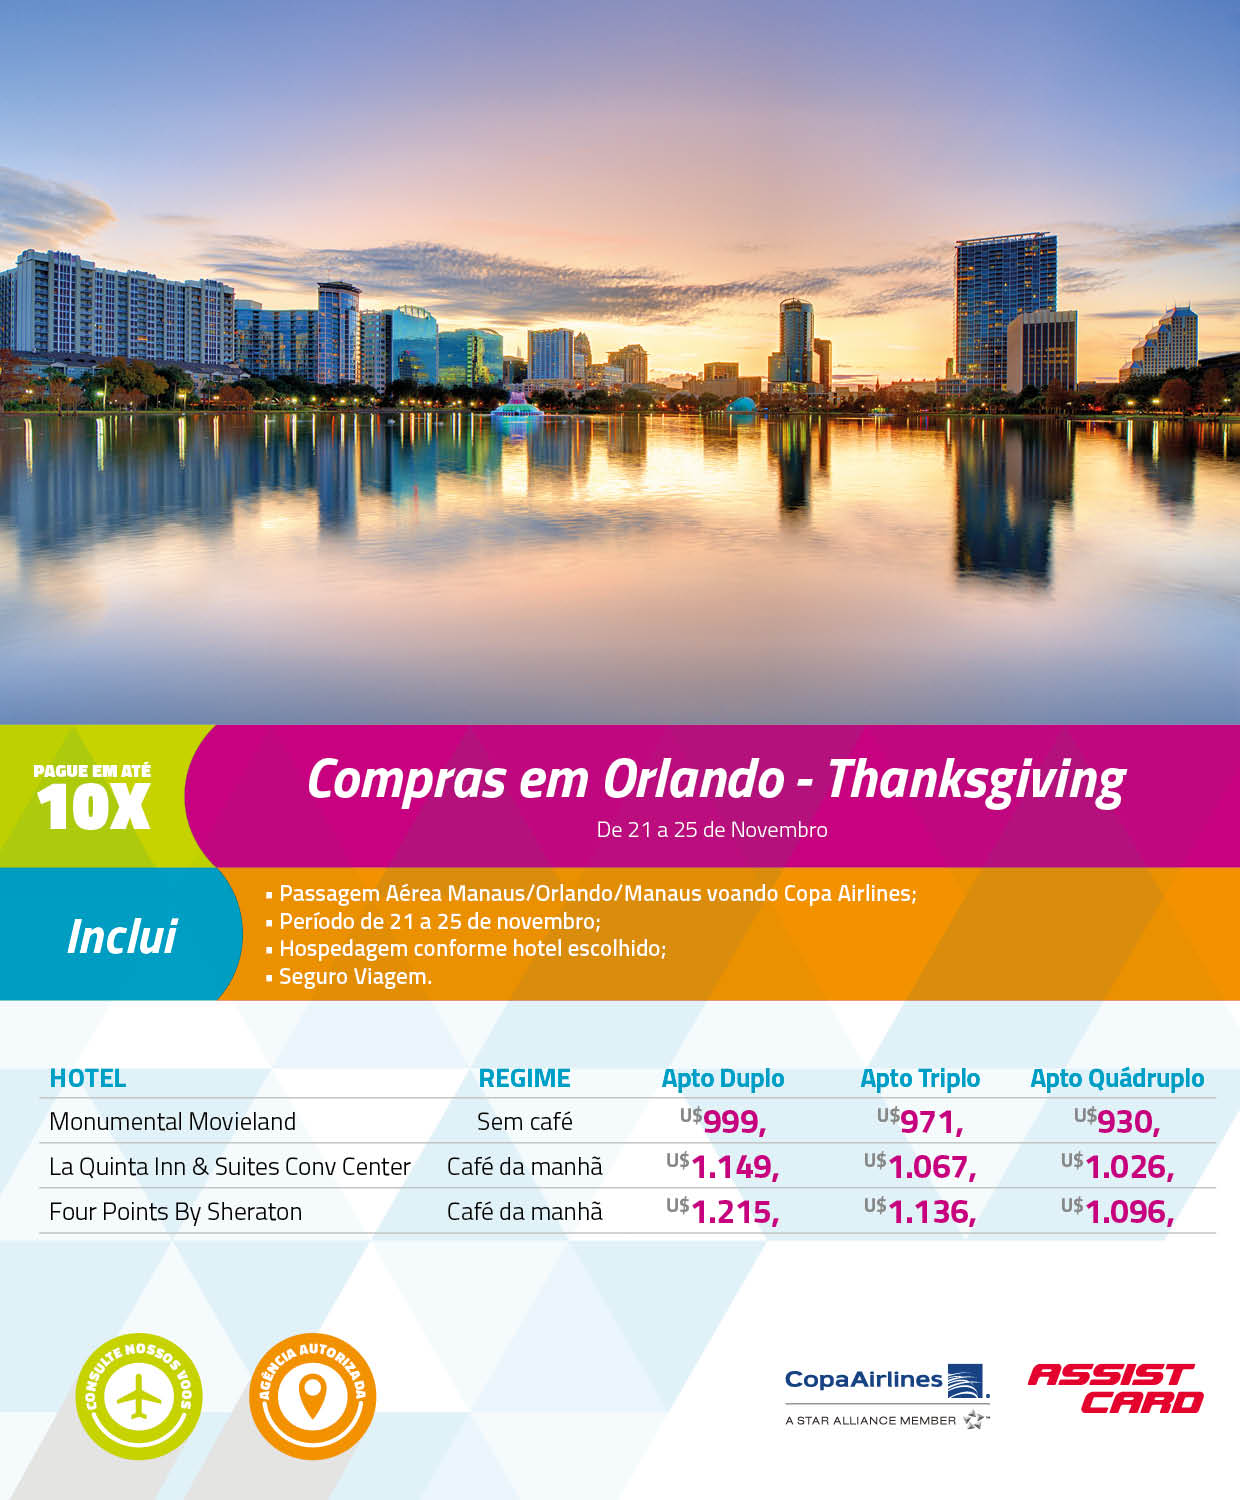 PAGUE EM ATÉ
10X
Compras em Orlando - Thanksgiving
De 21 a 25 de Novembro
Inclui
• Passagem Aérea Manaus/Orlando/Manaus voando Copa Airlines;
• Período de 21 a 25 de novembro;
• Hospedagem conforme hotel escolhido;
• Seguro Viagem.
HOTEL REGIME Apto Duplo Apto Triplo Apto Quádruplo
Monumental Movieland Sem café U$999, U$971, U$930,
La Quinta Inn & Suites Conv Center Café da manhã U$1.149, U$1.067, U$1.026,
Four Points By Sheraton Café da manhã U$1.215, U$1.136, U$1.096,
CONSULTE NOSSOS VOOS
AGÊNCIA AUTORIZADA
CopaAirlines
A STAR ALLIANCE MEMBER
ASSIST
CARD